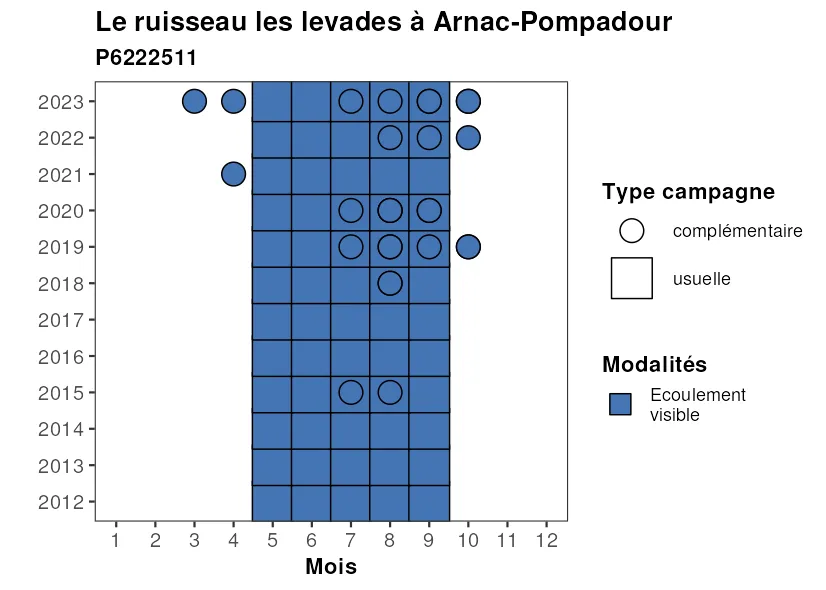 Le ruisseau les levades à Arnac-Pompadour
P6222511
2023
2022
2021
2020
2019
2018
2017
2016
2015
2014
2013
2012
1 2 3 4 5 6 7 8 9 10 11 12
Mois
Type campagne
complémentaire
usuelle
Modalités
Ecoulement
visible